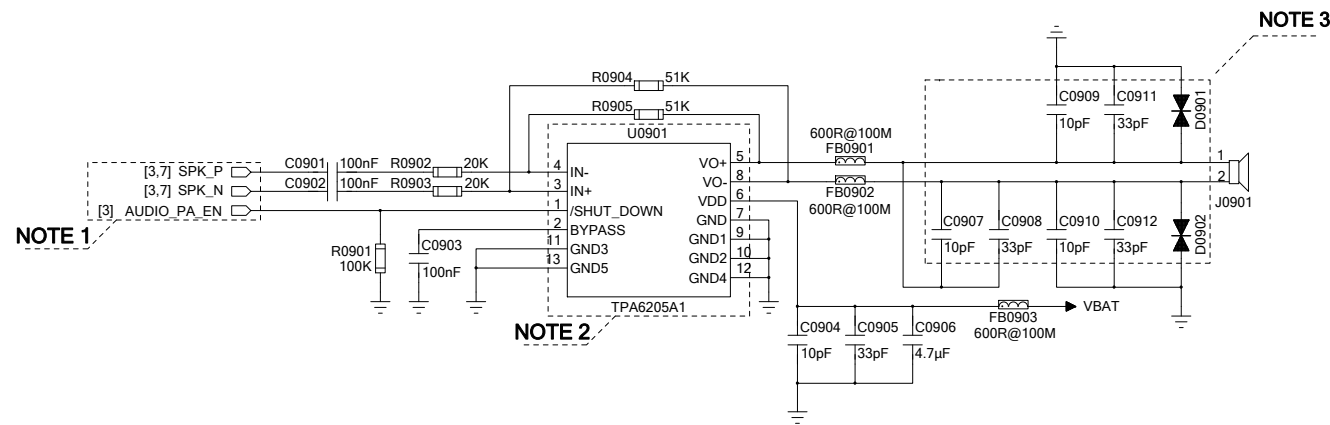 NOTE 3
R0904 51K
R0905 51K
U0901
C0909
10pF
C0911
33pF
D0901
600R@100M
FB0901
C0901 100nF R0902 20K
C0902 100nF R0903 20K
[3,7] SPK_P
[3,7] SPK_N
[3] AUDIO_PA_EN
NOTE 1
4 IN-
3 IN+
1 /SHUT_DOWN
2 BYPASS
11 GND3
13 GND5
VO+ 5
VO- 8
VDD 6
GND 7
GND1 9
GND2 10
GND4 12
TPA6205A1
NOTE 2
R0901
100K
C0903
100nF
FB0902
600R@100M
1
2
J0901
C0907
10pF
C0908
33pF
C0910
10pF
C0912
33pF
D0902
C0904
10pF
C0905
33pF
C0906
4.7µF
FB0903
600R@100M
VBAT